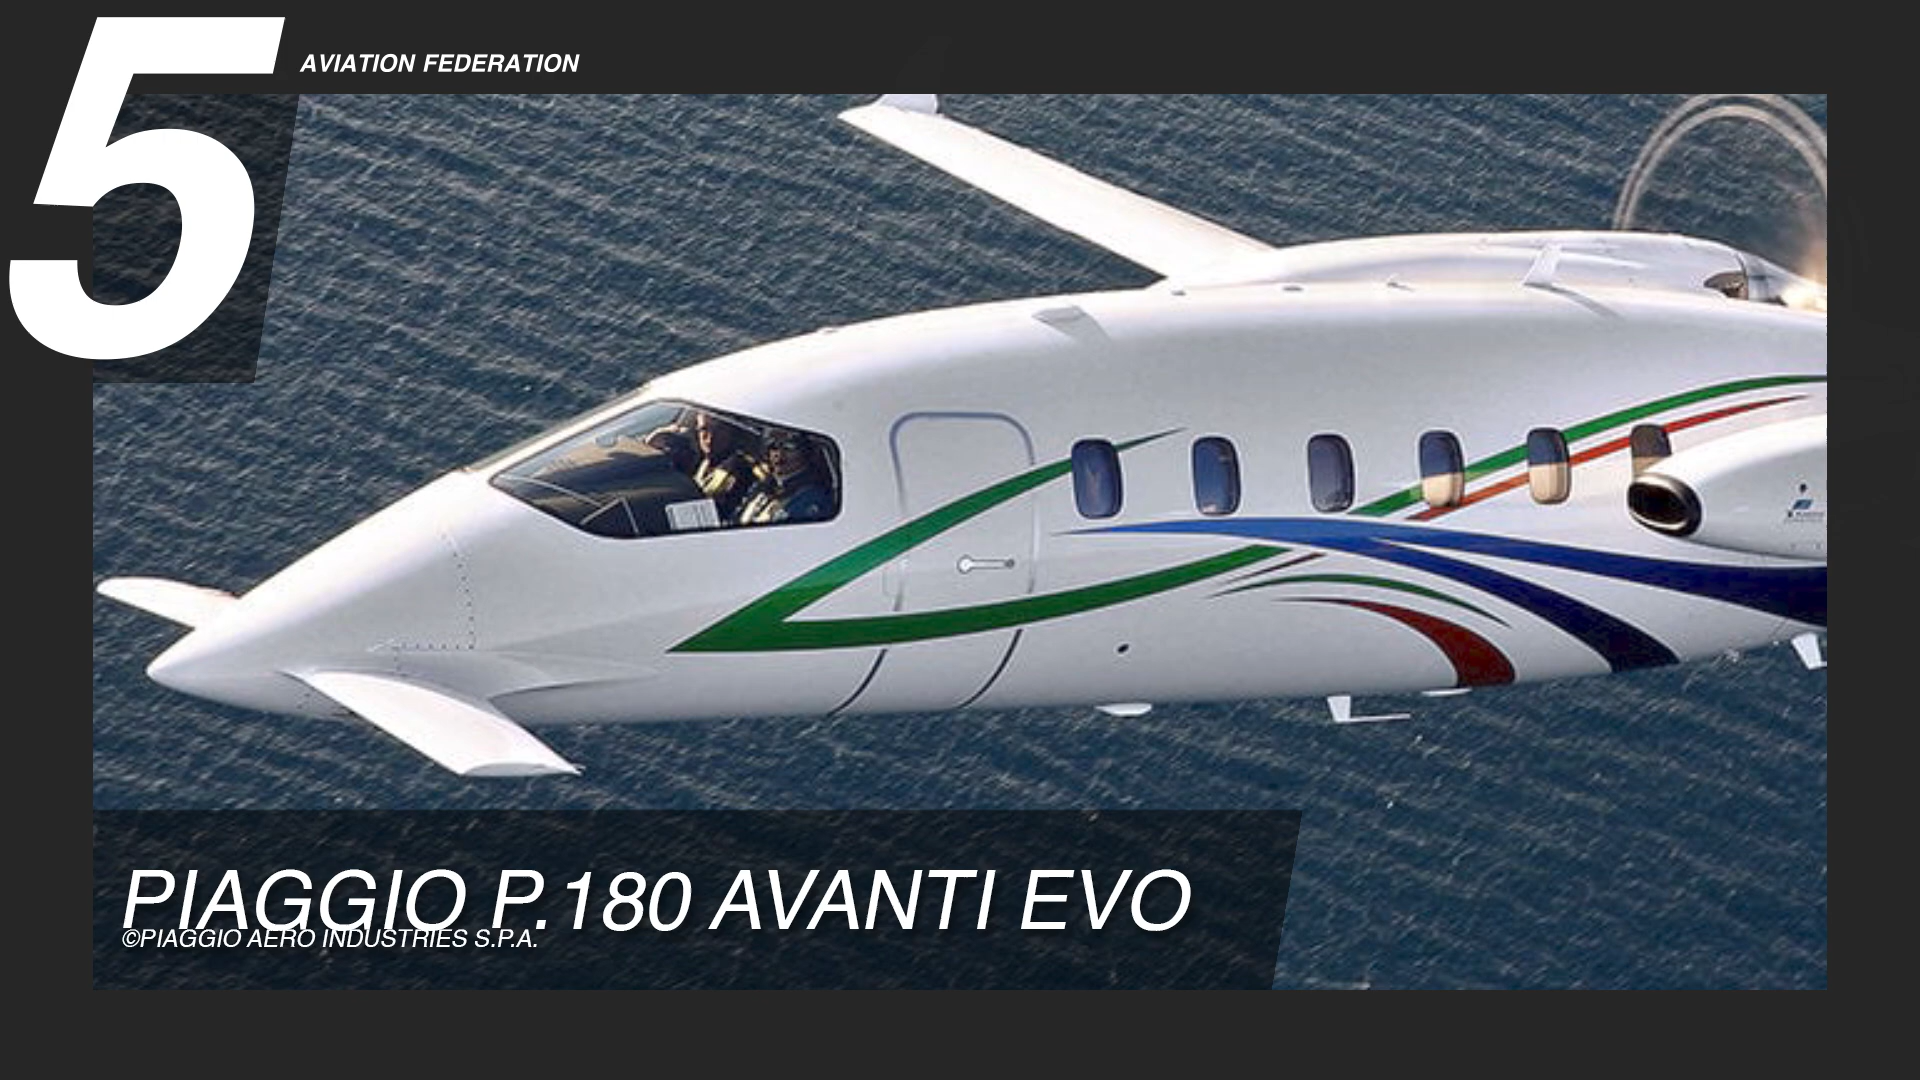 5
AVIATION FEDERATION
PIAGGIO P.180 AVANTI EVO
©PIAGGIO AERO INDUSTRIES S.P.A.